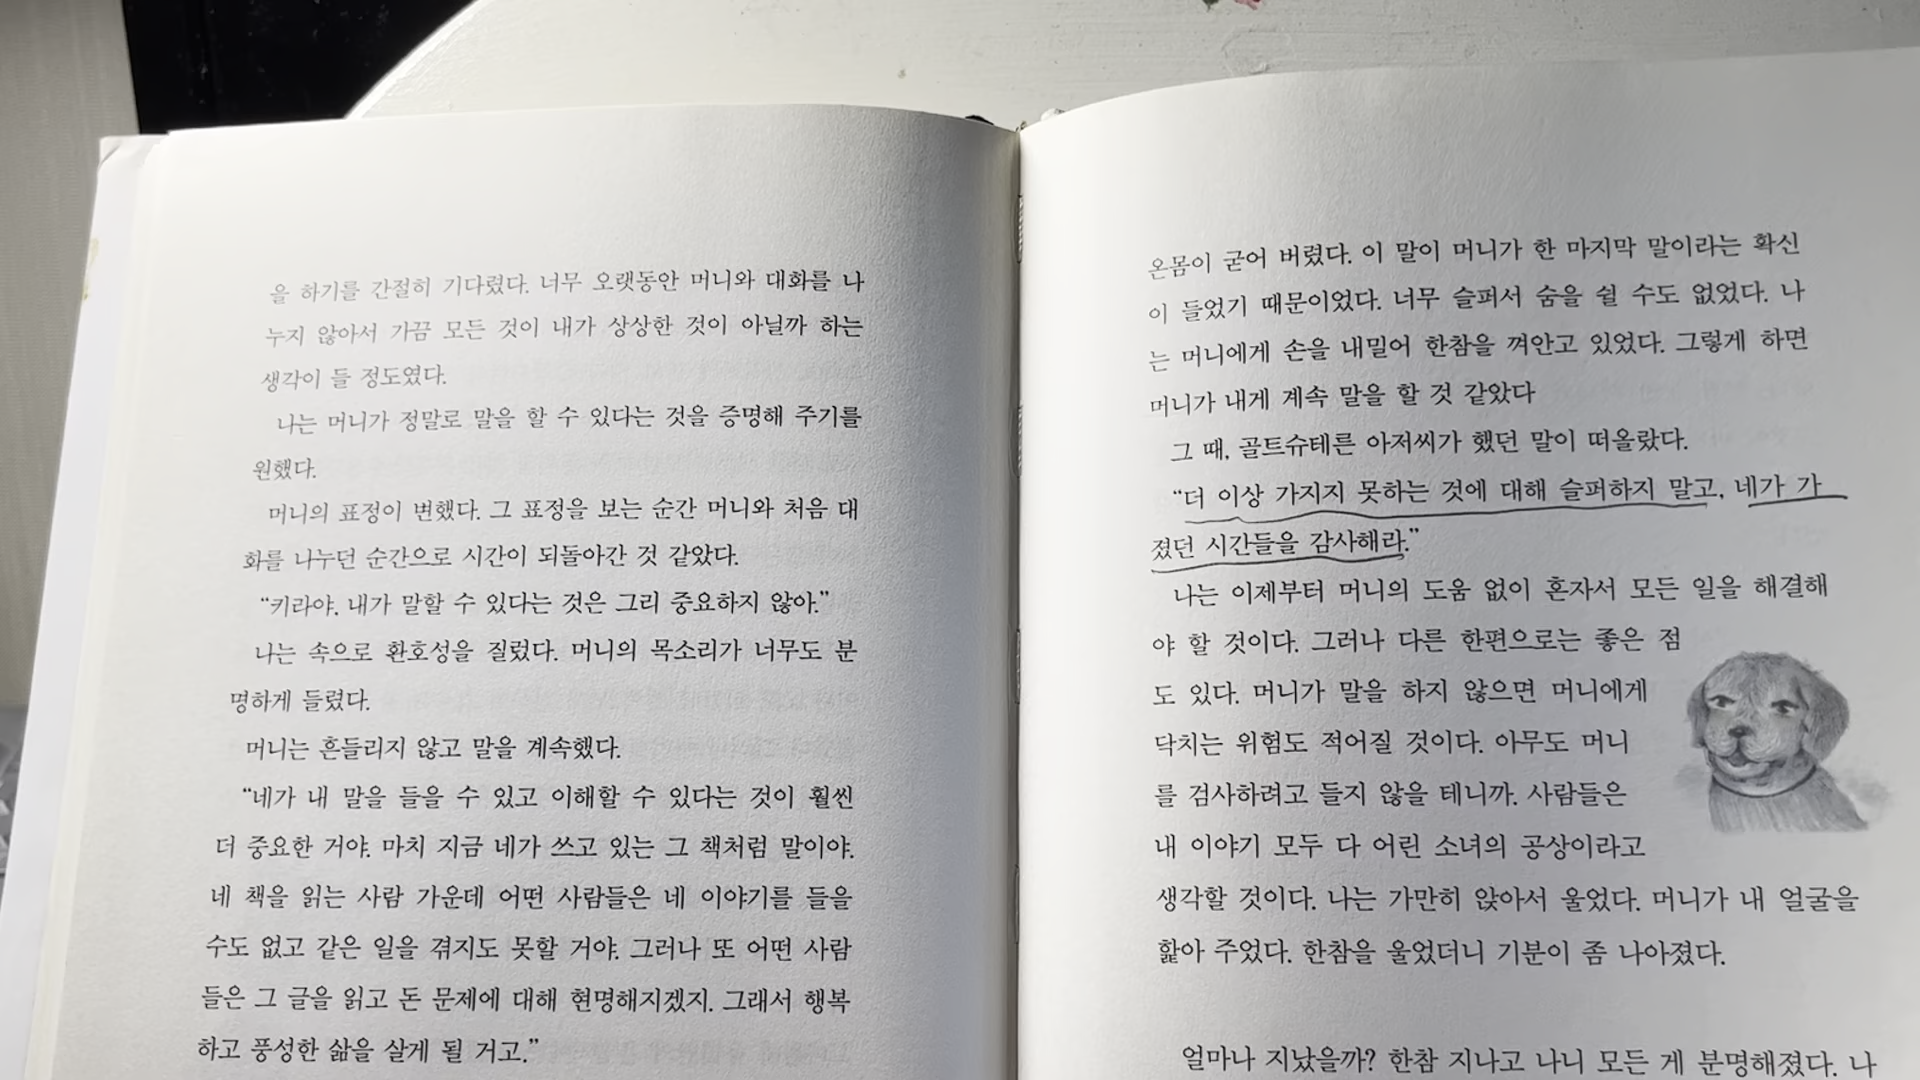 을 하기를 간절히 기다렸다. 너무 오랫동안 머니와 대화를 나
누지 않아서 가끔 모든 것이 내가 상상한 것이 아닐까 하는
생각이 들 정도였다.
나는 머니가 정말로 말을 할 수 있다는 것을 증명해 주기를
원했다.
머니의 표정이 변했다. 그 표정을 보는 순간 머니와 처음 대
화를 나누던 순간으로 시간이 되돌아간 것 같았다.
“키라야. 내가 말할 수 있다는 것은 그리 중요하지 않아.”
나는 속으로 환호성을 질렀다. 머니의 목소리가 너무도 분
명하게 들렸다.
머니는 흔들리지 않고 말을 계속했다.
“네가 내 말을 들을 수 있고 이해할 수 있다는 것이 훨씬
더 중요한 거야. 마치 지금 네가 쓰고 있는 그 책처럼 말이야.
네 책을 읽는 사람 가운데 어떤 사람들은 네 이야기를 들을
수도 없고 같은 일을 겪지도 못할 거야. 그러나 또 어떤 사람
들은 그 글을 읽고 돈 문제에 대해 현명해지겠지. 그래서 행복
하고 풍성한 삶을 살게 될 거고.”
온몸이 굳어 버렸다. 이 말이 머니가 한 마지막 말이라는 확신
이 들었기 때문이었다. 너무 슬퍼서 숨을 쉴 수도 없었다. 나
는 머니에게 손을 내밀어 한참을 껴안고 있었다. 그렇게 하면
머니가 내게 계속 말을 할 것 같았다
그 때, 골트슈테른 아저씨가 했던 말이 떠올랐다.
“더 이상 가지지 못하는 것에 대해 슬퍼하지 말고, 네가 가
졌던 시간들을 감사해라.”
나는 이제부터 머니의 도움 없이 혼자서 모든 일을 해결해
야 할 것이다. 그러나 다른 한편으로는 좋은 점
도 있다. 머니가 말을 하지 않으면 머니에게
닥치는 위험도 적어질 것이다. 아무도 머니
를 검사하려고 들지 않을 테니까. 사람들은
내 이야기 모두 다 어린 소녀의 공상이라고
생각할 것이다. 나는 가만히 앉아서 울었다. 머니가 내 얼굴을
핥아 주었다. 한참을 울었더니 기분이 좀 나아졌다.
얼마나 지났을까? 한참 지나고 나니 모든 게 분명해졌다. 나